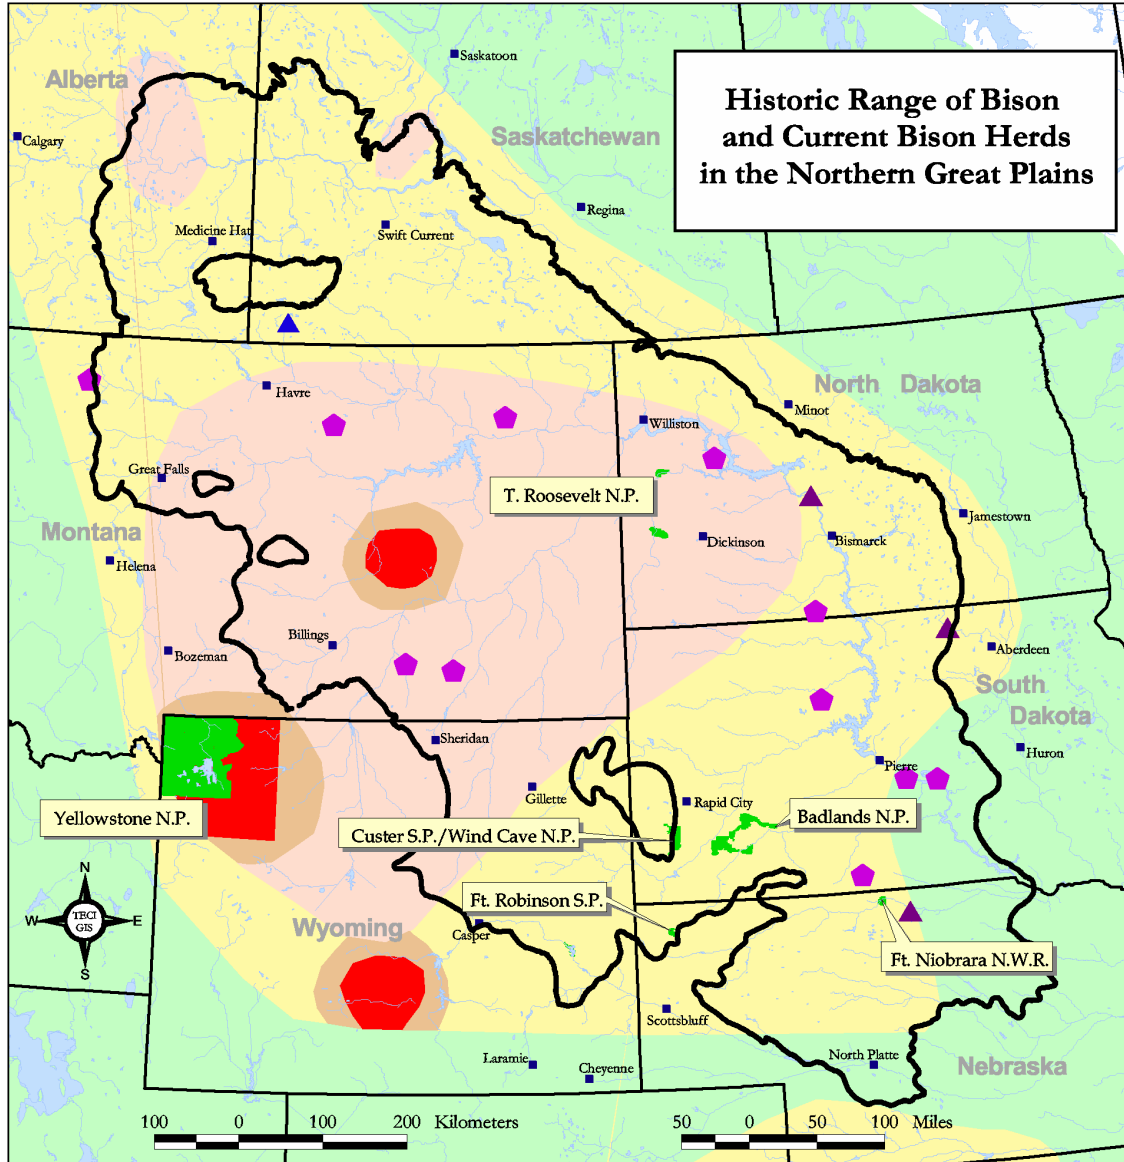 Historic Range of Bison
and Current Bison Herds
in the Northern Great Plains
Saskatoon
Alberta
Saskatchewan
Calgary
Regina
Medicine Hat
Swift Current
North Dakota
Havre
Minot
Williston
Great Falls
T. Roosevelt N.P.
Jamestown
Montana
Dickinson
Bismarck
Helena
Billings
Bozeman
Aberdeen
South
Dakota
Sheridan
Huron
Pierre
Gillette
Rapid City
Yellowstone N.P.
Custer S.P./Wind Cave N.P.
Badlands N.P.
N
W
TECI
GIS
E
S
Ft. Robinson S.P.
Wyoming
Casper
Ft. Niobrara N.W.R.
Scottsbluff
Laramie
North Platte
Cheyenne
Nebraska
100 0 100 200 Kilometers
50 0 50 100 Miles